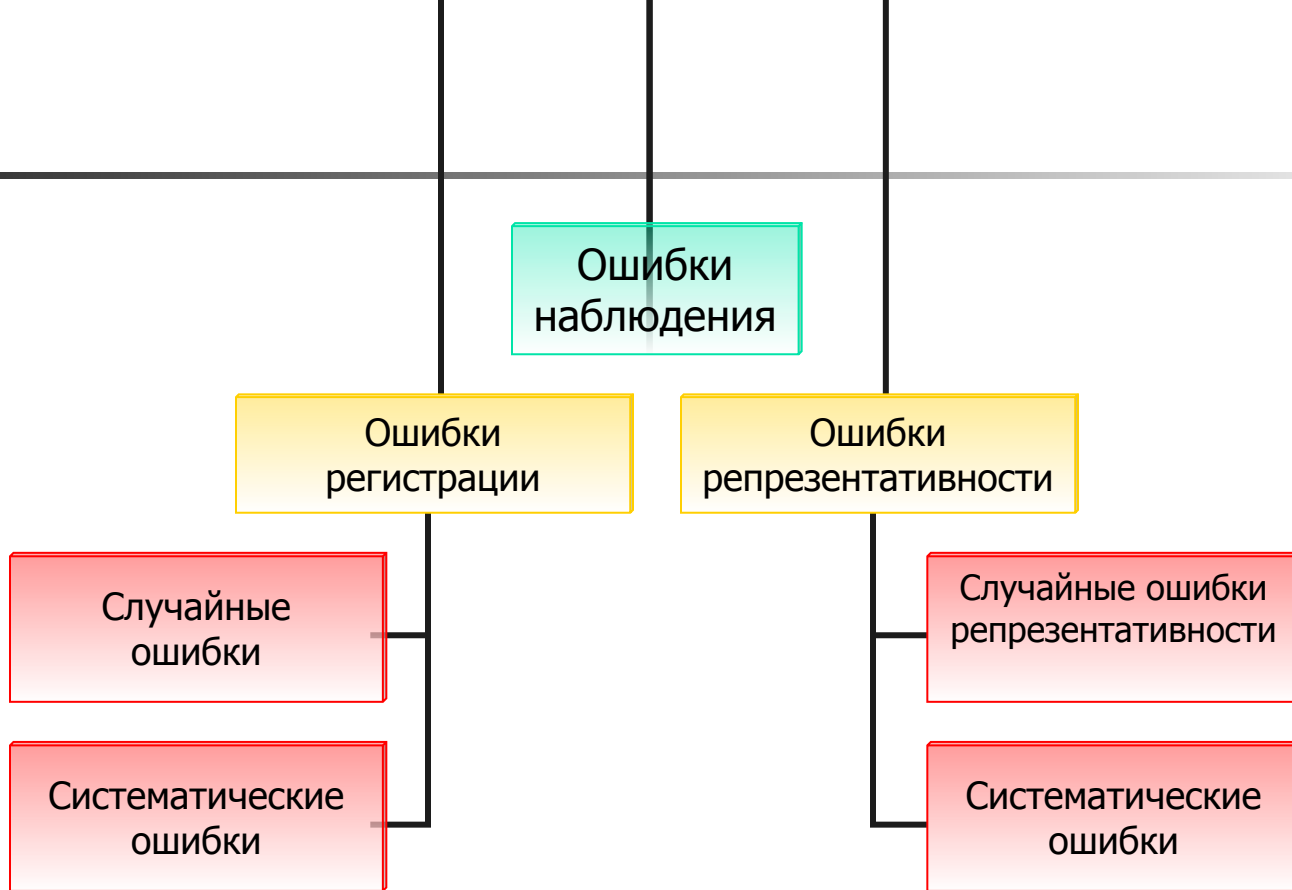 Ошибки
наблюдения
Ошибки
регистрации
Ошибки
репрезентативности
Случайные
ошибки
Случайные ошибки
репрезентативности
Систематические
ошибки
Систематические
ошибки